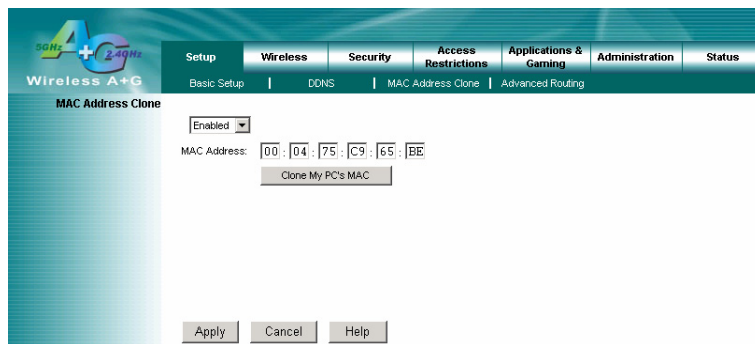 5GHz A+G 2.4GHz
Wireless A+G
Setup Wireless Security Access Restrictions Applications & Gaming Administration Status
Basic Setup | DDNS | MAC Address Clone | Advanced Routing
MAC Address Clone
Enabled
MAC Address: 00 : 04 : 75 : C9 : 65 : BE
Clone My PC's MAC
Apply Cancel Help